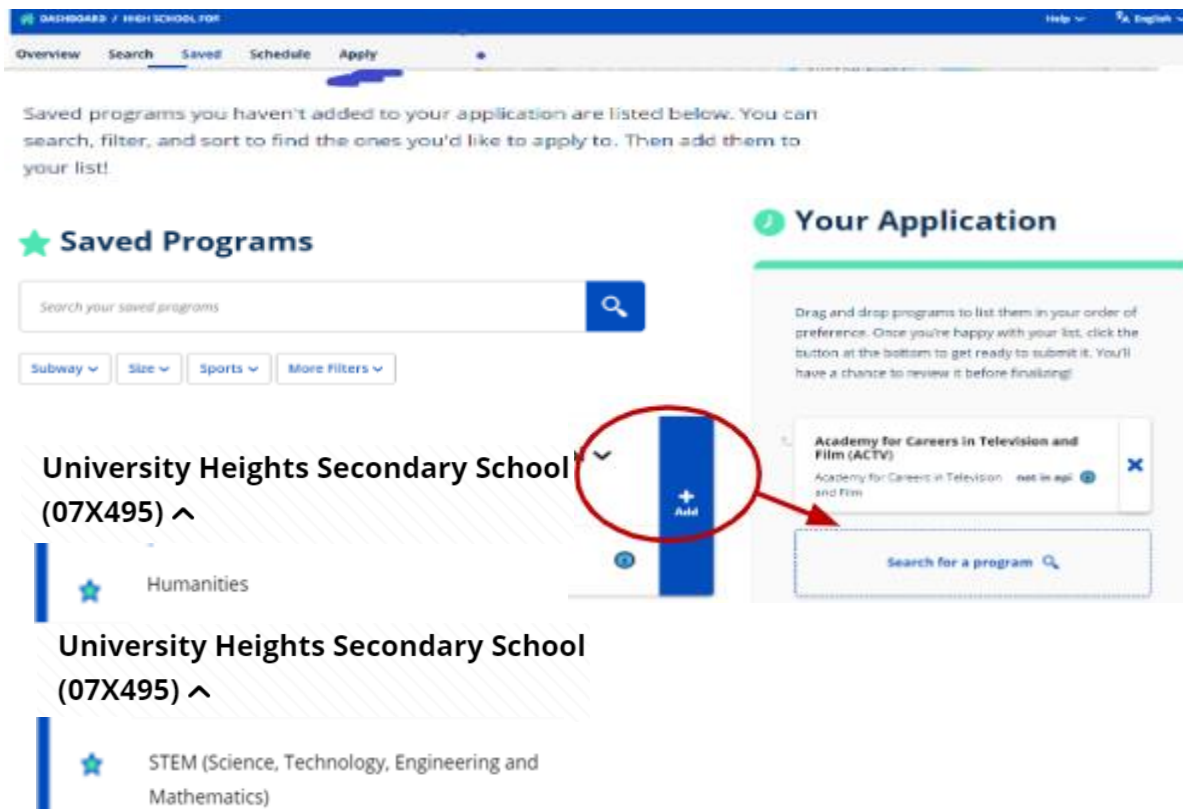 DASHBOARD / HIGH SCHOOL FOR
Help
English
Overview Search Saved Schedule Apply
Saved programs you haven't added to your application are listed below. You can
search, filter, and sort to find the ones you'd like to apply to. Then add them to
your list!
Saved Programs
Search your saved programs
Subway Size Sports More Filters
University Heights Secondary School
(07X495)
Humanities
University Heights Secondary School
(07X495)
STEM (Science, Technology, Engineering and
Mathematics)
+
Add
Your Application
Drag and drop programs to list them in your order of
preference. Once you're happy with your list, click the
button at the bottom to get ready to submit it. You'll
have a chance to review it before finalizing!
Academy for Careers in Television and
Film (ACTV)
Academy for Careers in Television not in api
and Film
Search for a program